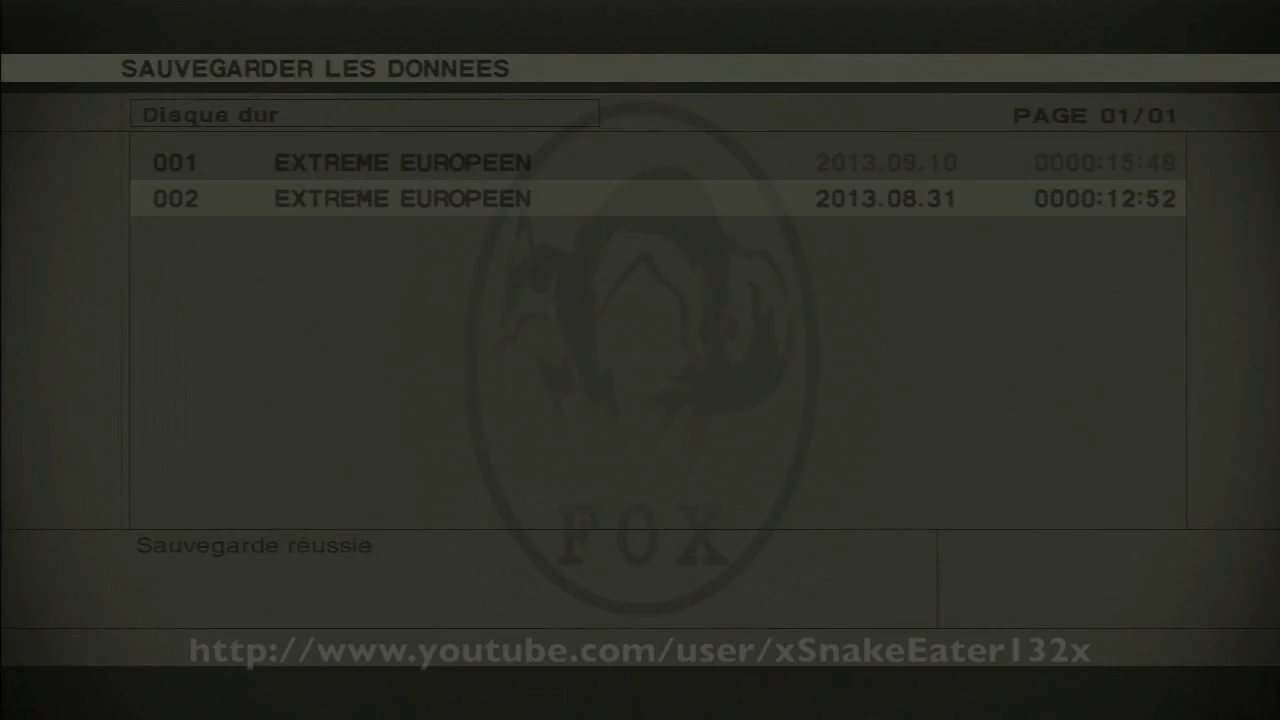 SAUVEGARDER LES DONNEES
Disque dur PAGE 01/01
001 EXTREME EUROPEEN 2013.09.10 0000:15:48
002 EXTREME EUROPEEN 2013.08.31 0000:12:52
Sauvegarde réussie
FOX
http://www.youtube.com/user/xSnakeEater132x